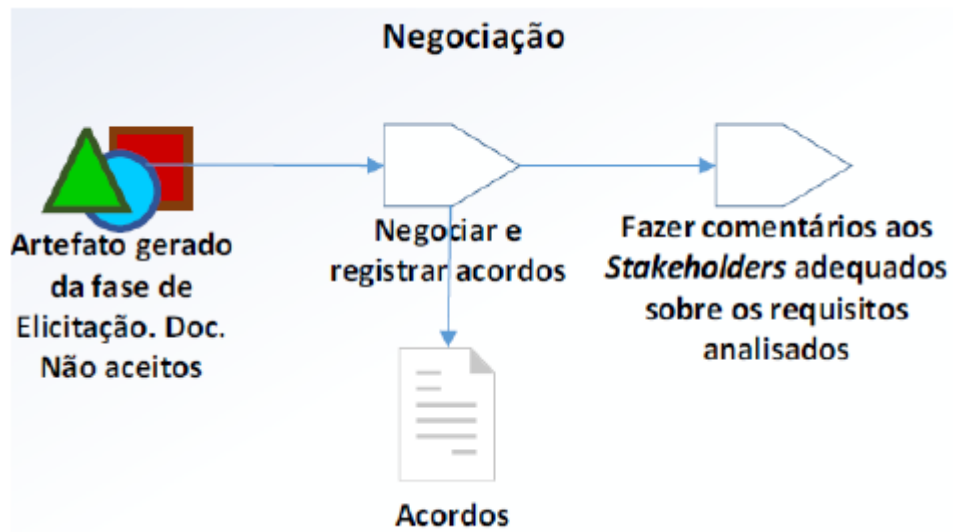 Negociação
Artefato gerado
da fase de
Elicitação. Doc.
Não aceitos
Negociar e
registrar acordos
Fazer comentários aos
Stakeholders adequados
sobre os requisitos
analisados
Acordos